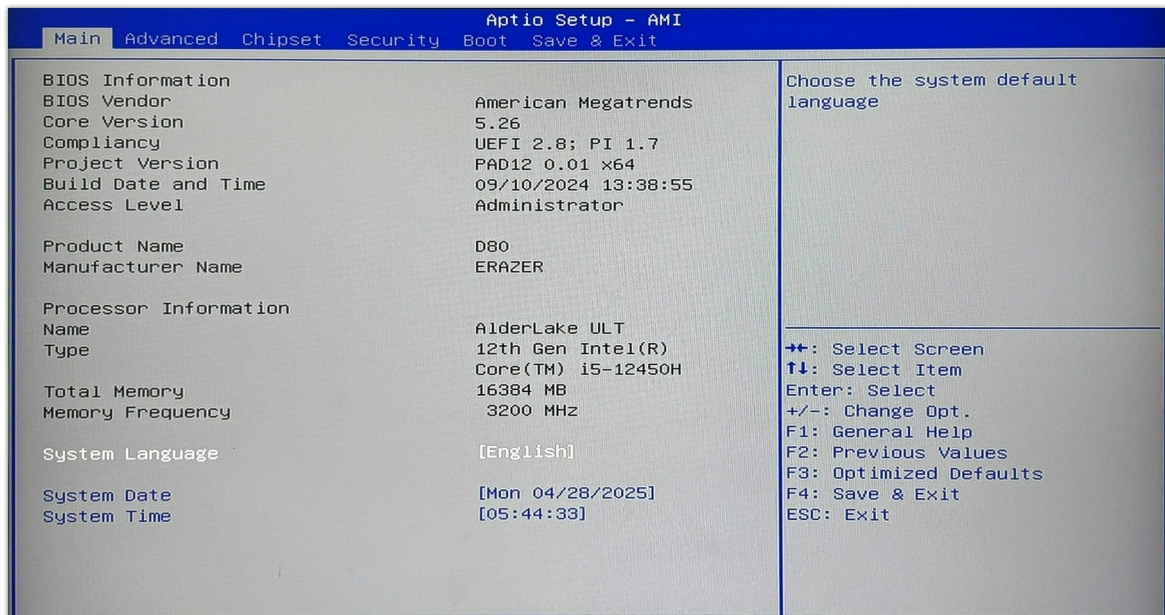 Aptio Setup – AMI
Main Advanced Chipset Security Boot Save & Exit
BIOS Information
BIOS Vendor American Megatrends
Core Version 5.26
Compliancy UEFI 2.8; PI 1.7
Project Version PAD12 0.01 x64
Build Date and Time 09/10/2024 13:38:55
Access Level Administrator
Product Name D80
Manufacturer Name ERAZER
Processor Information
Name AlderLake ULT
Type 12th Gen Intel(R)
Core(TM) i5-12450H
Total Memory 16384 MB
Memory Frequency 3200 MHz
System Language [English]
System Date [Mon 04/28/2025]
System Time [05:44:33]
Choose the system default
language
→←: Select Screen
↑↓: Select Item
Enter: Select
+/-: Change Opt.
F1: General Help
F2: Previous Values
F3: Optimized Defaults
F4: Save & Exit
ESC: Exit